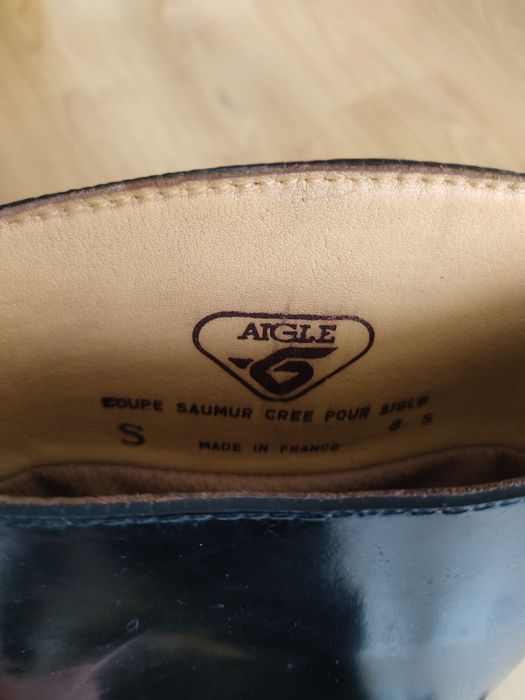 AIGLE
COUPE SAUMUR CREE POUR AIGLE
S 8 5
MADE IN FRANCE